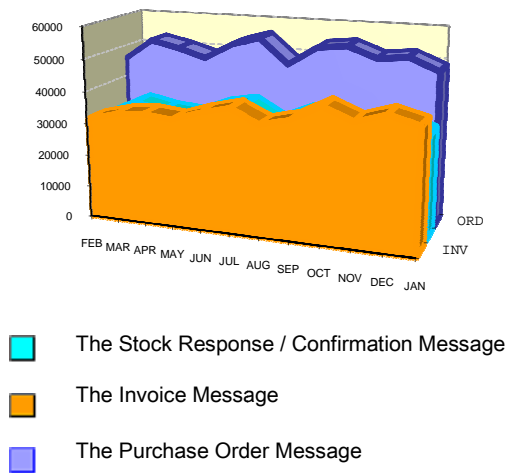 60000
50000
40000
30000
20000
10000
0
FEB MAR APR MAY JUN JUL AUG SEP OCT NOV DEC JAN
ORD
INV
The Stock Response / Confirmation Message
The Invoice Message
The Purchase Order Message